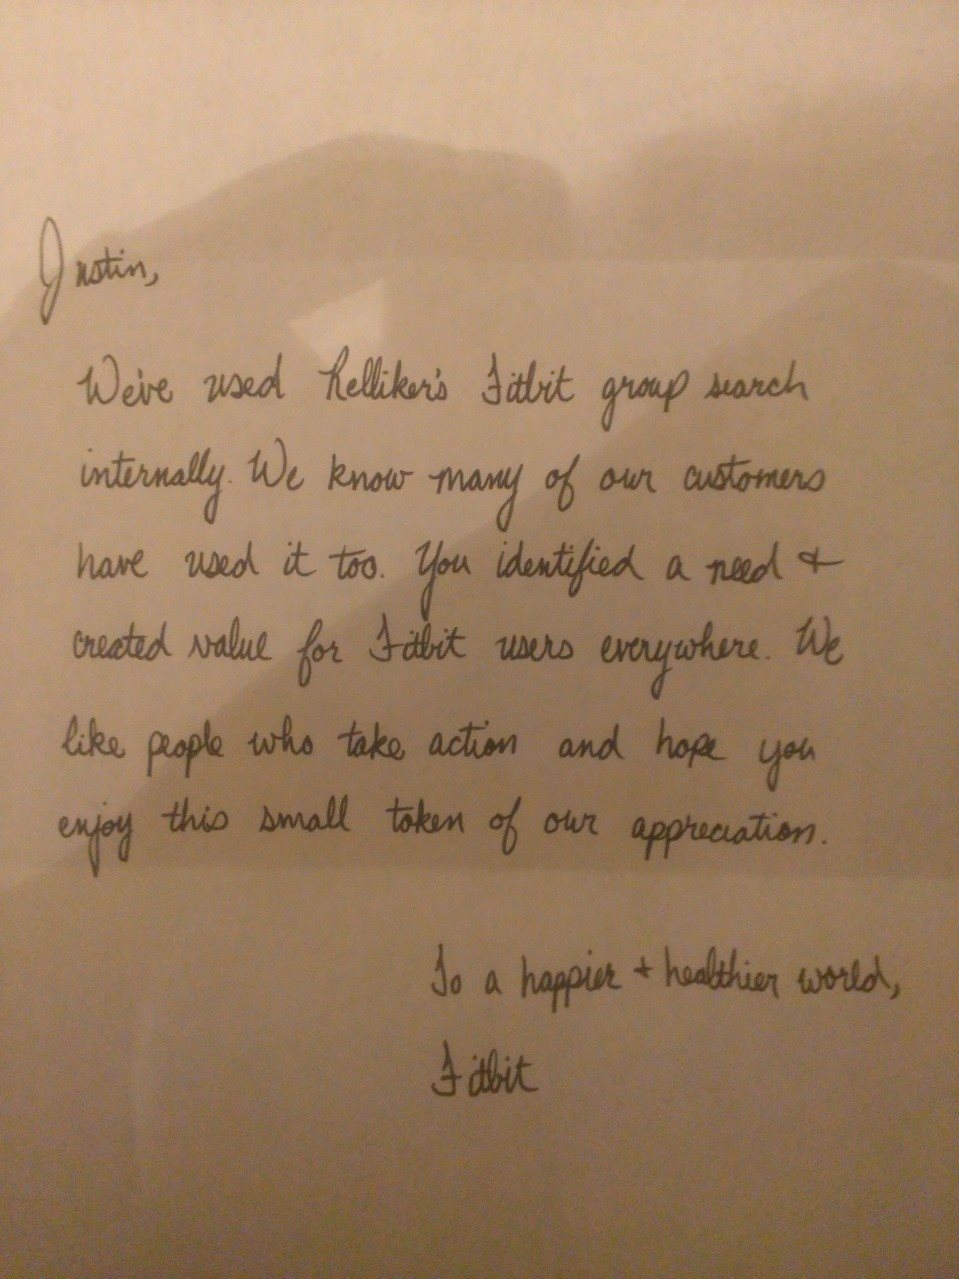 Justin,
We've used Relliker's Fitbit group search
internally. We know many of our customers
have used it too. You identified a need &
created value for Fitbit users everywhere. We
like people who take action and hope you
enjoy this small token of our appreciation.
To a happier + healthier world,
Fitbit